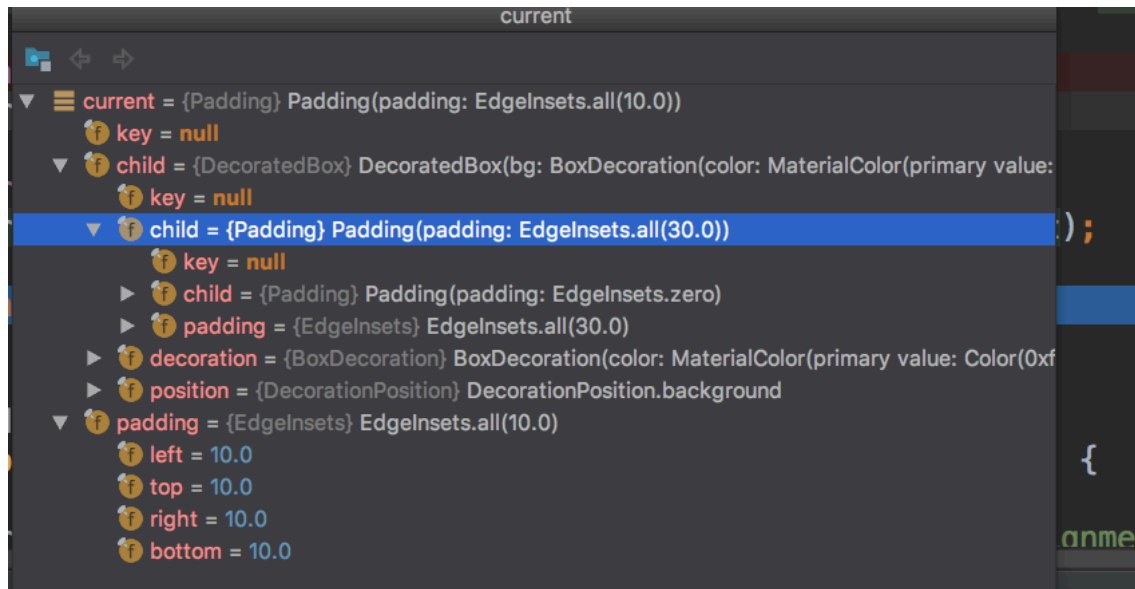 current
current = {Padding} Padding(padding: EdgeInsets.all(10.0))
key = null
child = {DecoratedBox} DecoratedBox(bg: BoxDecoration(color: MaterialColor(primary value:
key = null
child = {Padding} Padding(padding: EdgeInsets.all(30.0))
);
key = null
child = {Padding} Padding(padding: EdgeInsets.zero)
padding = {EdgeInsets} EdgeInsets.all(30.0)
decoration = {BoxDecoration} BoxDecoration(color: MaterialColor(primary value: Color(0xf
position = {DecorationPosition} DecorationPosition.background
padding = {EdgeInsets} EdgeInsets.all(10.0)
left = 10.0
{
top = 10.0
right = 10.0
anme
bottom = 10.0